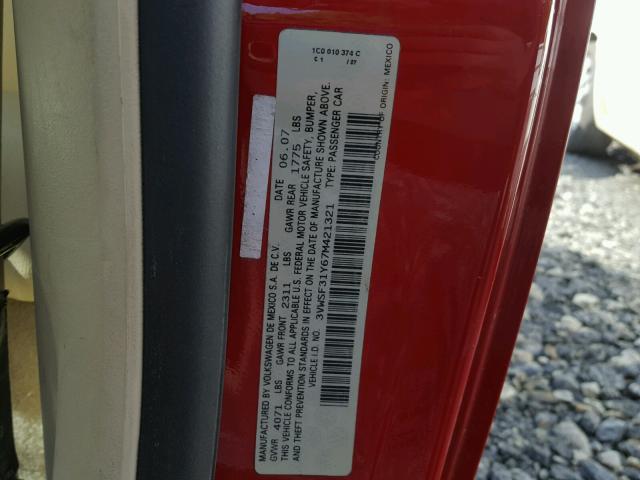 MANUFACTURED BY VOLKSWAGEN DE MEXICO S.A. DE C.V. DATE 06.07
GVWR 4071 LBS GAWR FRONT 2311 LBS GAWR REAR 1775 LBS
THIS VEHICLE CONFORMS TO ALL APPLICABLE U.S. FEDERAL MOTOR VEHICLE SAFETY, BUMPER,
AND THEFT PREVENTION STANDARDS IN EFFECT ON THE DATE OF MANUFACTURE SHOWN ABOVE.
VEHICLE I.D. NO. 3VWSF31Y67M421321 TYPE: PASSENGER CAR
COUNTRY OF ORIGIN: MEXICO
1C0 010 374 C
C 1 / 27